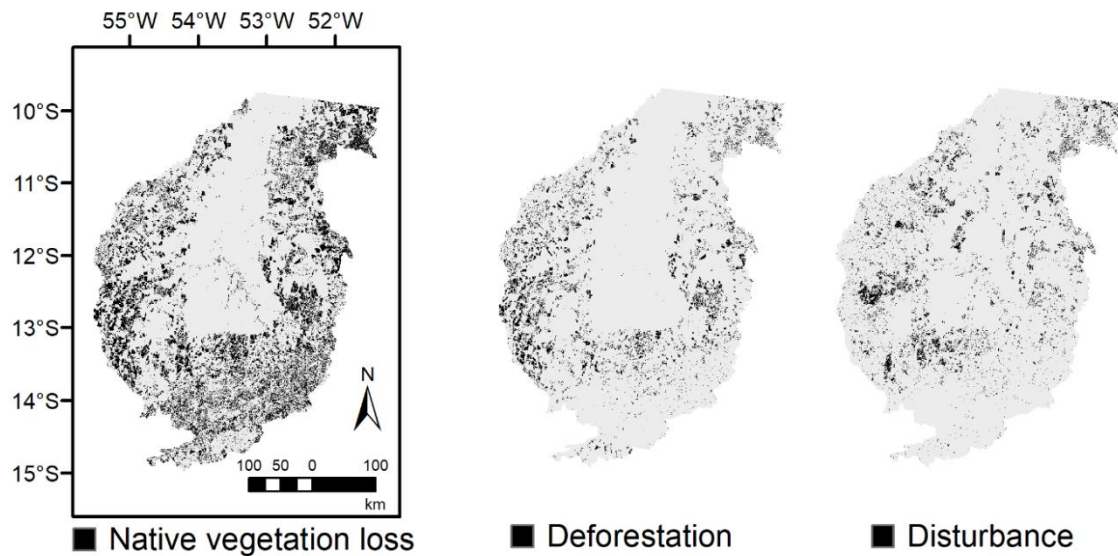 55°W 54°W 53°W 52°W
10°S
11°S
12°S
13°S
14°S
15°S
N
100 50 0 100
km
Native vegetation loss
Deforestation
Disturbance